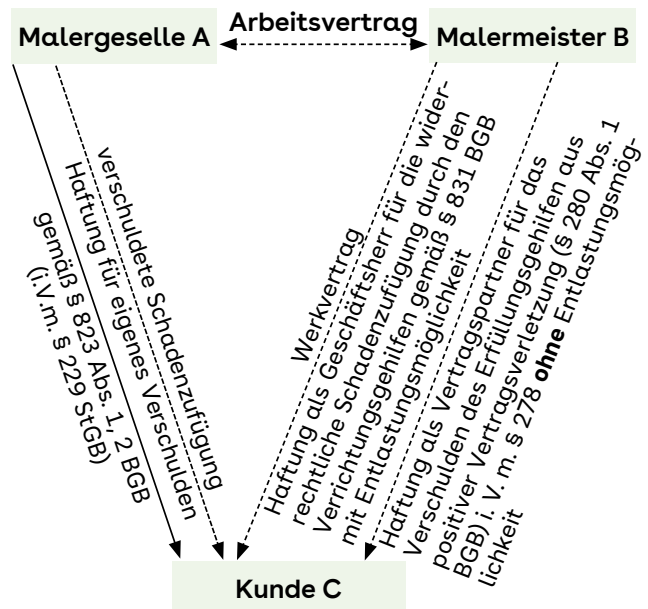 Malergeselle A
Arbeitsvertrag
Malermeister B
verschuldete Schadenzufügung
Haftung für eigenes Verschulden
gemäß § 823 Abs. 1, 2 BGB
(i.V.m. § 229 StGB)
Werkvertrag
Haftung als Geschäftsherr für die wider-
rechtliche Schadenzufügung durch den
Verrichtungsgehilfen gemäß § 831 BGB
mit Entlastungsmöglichkeit
Haftung als Vertragspartner für das
Verschulden des Erfüllungsgehilfen aus
positiver Vertragsverletzung (§ 280 Abs. 1
BGB) i. V. m. § 278 ohne Entlastungsmög-
lichkeit
Kunde C